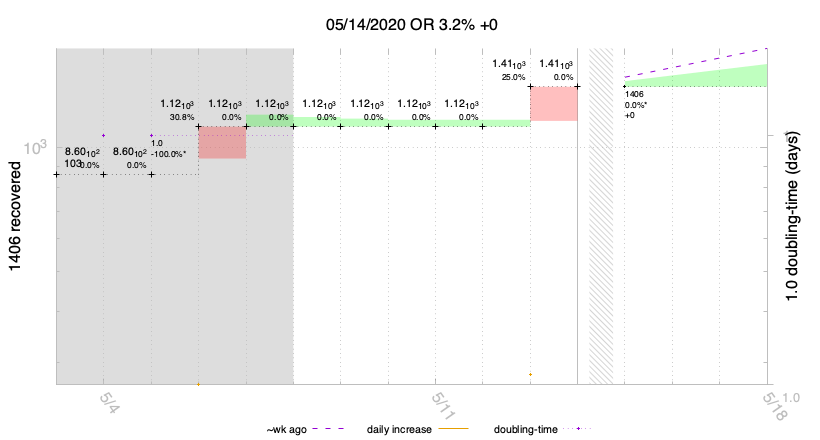 05/14/2020 OR 3.2% +0
1.41₁₀³ 1.41₁₀³
25.0% 0.0%
1.12₁₀³ 1.12₁₀³ 1.12₁₀³ 1.12₁₀³ 1.12₁₀³ 1.12₁₀³ 1.12₁₀³
30.8% 0.0% 0.0% 0.0% 0.0% 0.0% 0.0%
1406
0.0%*
+0
10³
1.0
-100.0%*
8.60₁₀² 8.60₁₀²
103 0.0% 0.0%
1406 recovered
1.0 doubling-time (days)
1.0
5/4 5/11 5/18
~wk ago daily increase doubling-time